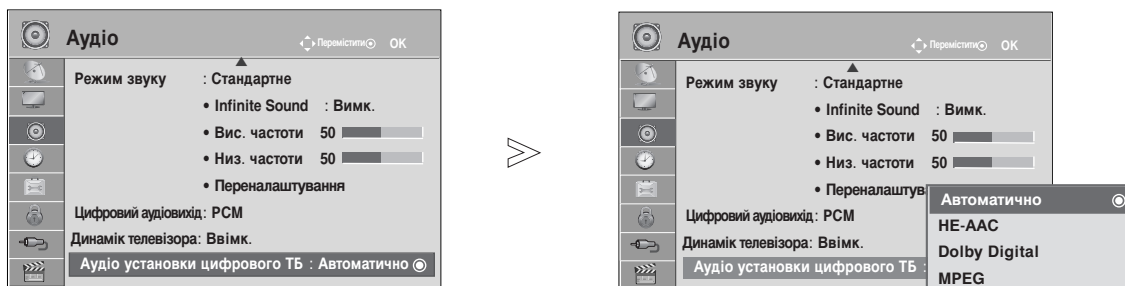 Аудіо
Перемістити OK
Режим звуку : Стандартне
• Infinite Sound : Вимк.
• Вис. частоти 50
• Низ. частоти 50
• Переналаштування
Цифровий аудіовихід : PCM
Динамік телевізора : Ввімк.
Аудіо установки цифрового ТБ : Автоматично
Аудіо
Перемістити OK
Режим звуку : Стандартне
• Infinite Sound : Вимк.
• Вис. частоти 50
• Низ. частоти 50
• Переналаштув
Цифровий аудіовихід : PCM
Динамік телевізора : Ввімк.
Аудіо установки цифрового ТБ :
Автоматично
HE-AAC
Dolby Digital
MPEG